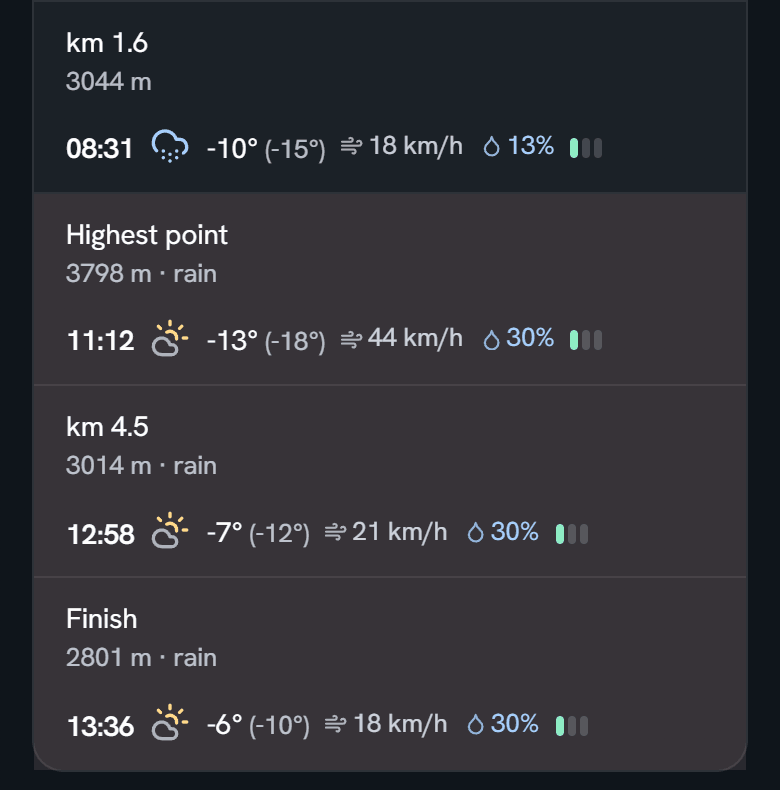 km 1.6
3044 m
08:31 -10° (-15°) 18 km/h 13%
Highest point
3798 m · rain
11:12 -13° (-18°) 44 km/h 30%
km 4.5
3014 m · rain
12:58 -7° (-12°) 21 km/h 30%
Finish
2801 m · rain
13:36 -6° (-10°) 18 km/h 30%